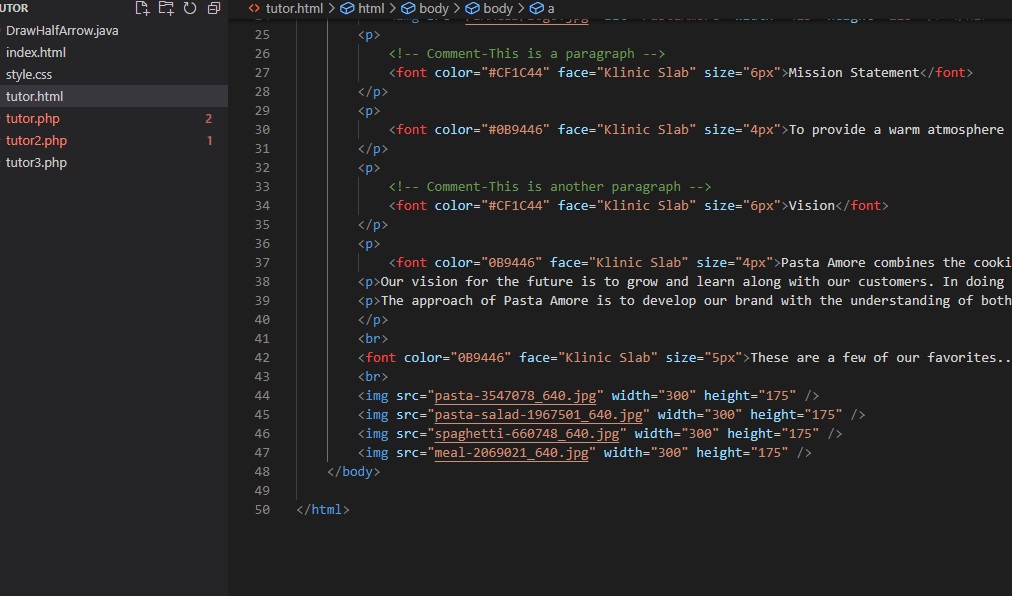 UTOR
DrawHalfArrow.java
index.html
style.css
tutor.html
tutor.php 2
tutor2.php 1
tutor3.php
tutor.html > html > body > body > a
25 <p>
26 <!-- Comment-This is a paragraph -->
27 <font color="#CF1C44" face="Klinic Slab" size="6px">Mission Statement</font>
28 </p>
29 <p>
30 <font color="#0B9446" face="Klinic Slab" size="4px">To provide a warm atmosphere
31 </p>
32 <p>
33 <!-- Comment-This is another paragraph -->
34 <font color="#CF1C44" face="Klinic Slab" size="6px">Vision</font>
35 </p>
36 <p>
37 <font color="0B9446" face="Klinic Slab" size="4px">Pasta Amore combines the cooki
38 <p>Our vision for the future is to grow and learn along with our customers. In doing
39 <p>The approach of Pasta Amore is to develop our brand with the understanding of both
40 </p>
41 <br>
42 <font color="0B9446" face="Klinic Slab" size="5px">These are a few of our favorites..
43 <br>
44 <img src="pasta-3547078_640.jpg" width="300" height="175" />
45 <img src="pasta-salad-1967501_640.jpg" width="300" height="175" />
46 <img src="spaghetti-660748_640.jpg" width="300" height="175" />
47 <img src="meal-2069021_640.jpg" width="300" height="175" />
48 </body>
49
50 </html>